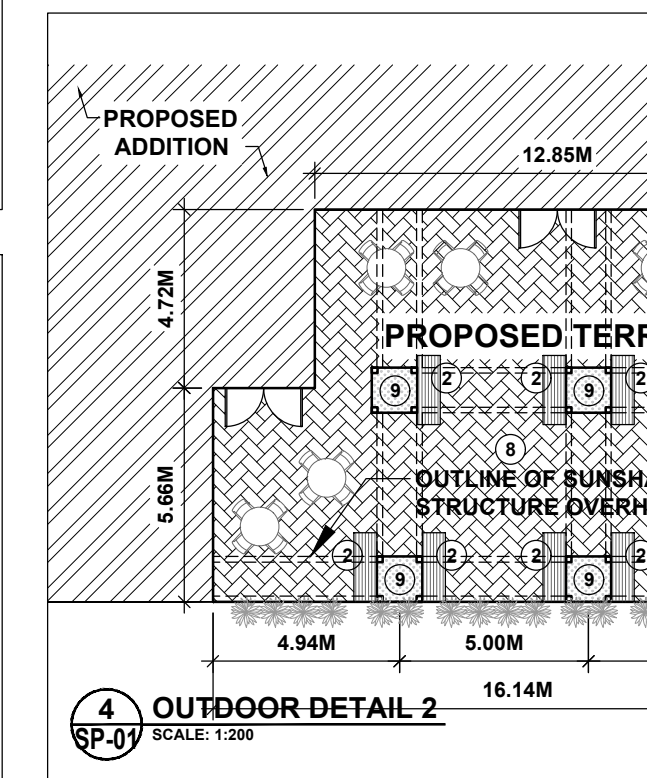 PROPOSED
ADDITION
12.85M
4.72M
PROPOSED TERR
2
2
2
9
9
8
OUTLINE OF SUNSHA
STRUCTURE OVERH
5.66M
2
2
2
2
9
9
4.94M
5.00M
16.14M
4
SP-01
OUTDOOR DETAIL 2
SCALE: 1:200